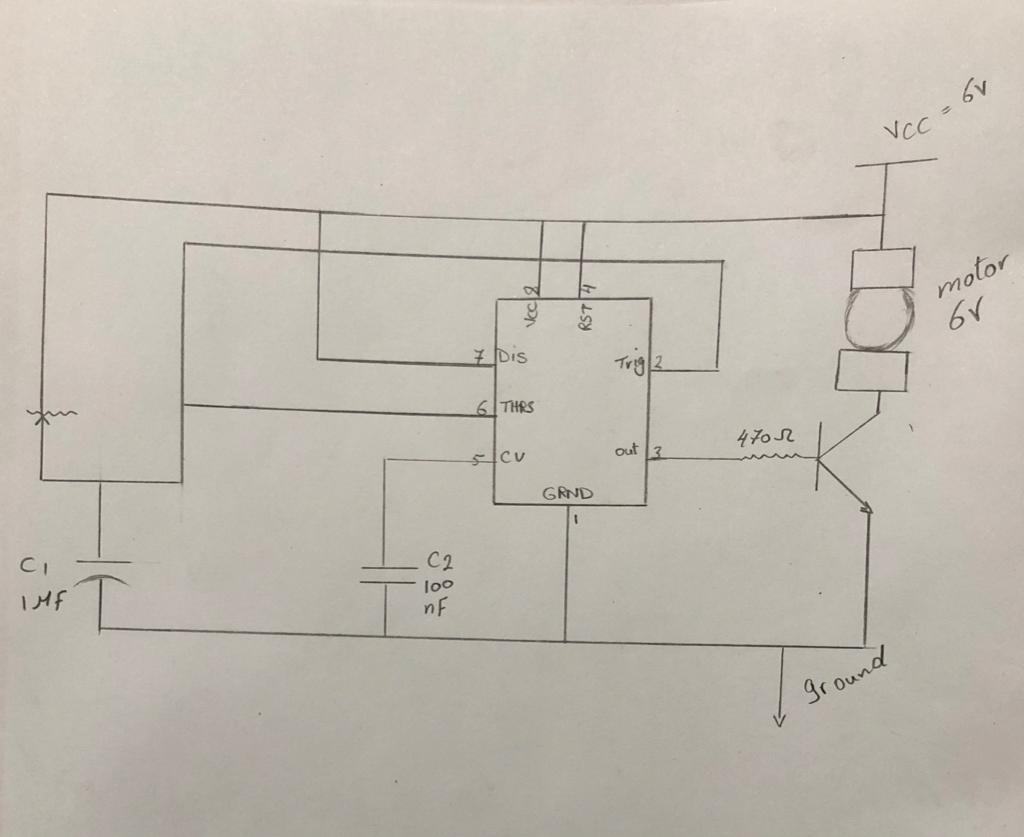 VCC = 6V
motor
6V
VCC 8
RST 4
7 Dis
Trig 2
6 THRS
470Ω
5 CV
out 3
GRND
1
C1
1MF
C2
100
nF
ground